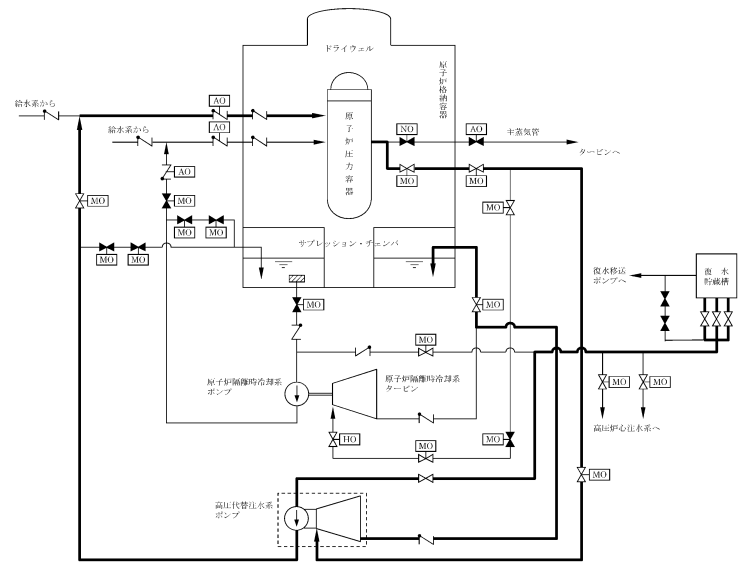 ドライウェル
原子炉格納容器
給水系から
AO
原子炉圧力容器
給水系から
AO
NO
AO
主蒸気管
タービンへ
MO
MO
AO
MO
MO
MO
MO
MO
MO
MO
サプレッション・チェンバ
復水移送
ポンプへ
復水
貯蔵槽
MO
MO
MO
原子炉隔離時冷却系
ポンプ
原子炉隔離時冷却系
タービン
MO
MO
高圧炉心注水系へ
HO
MO
MO
MO
高圧代替注水系
ポンプ